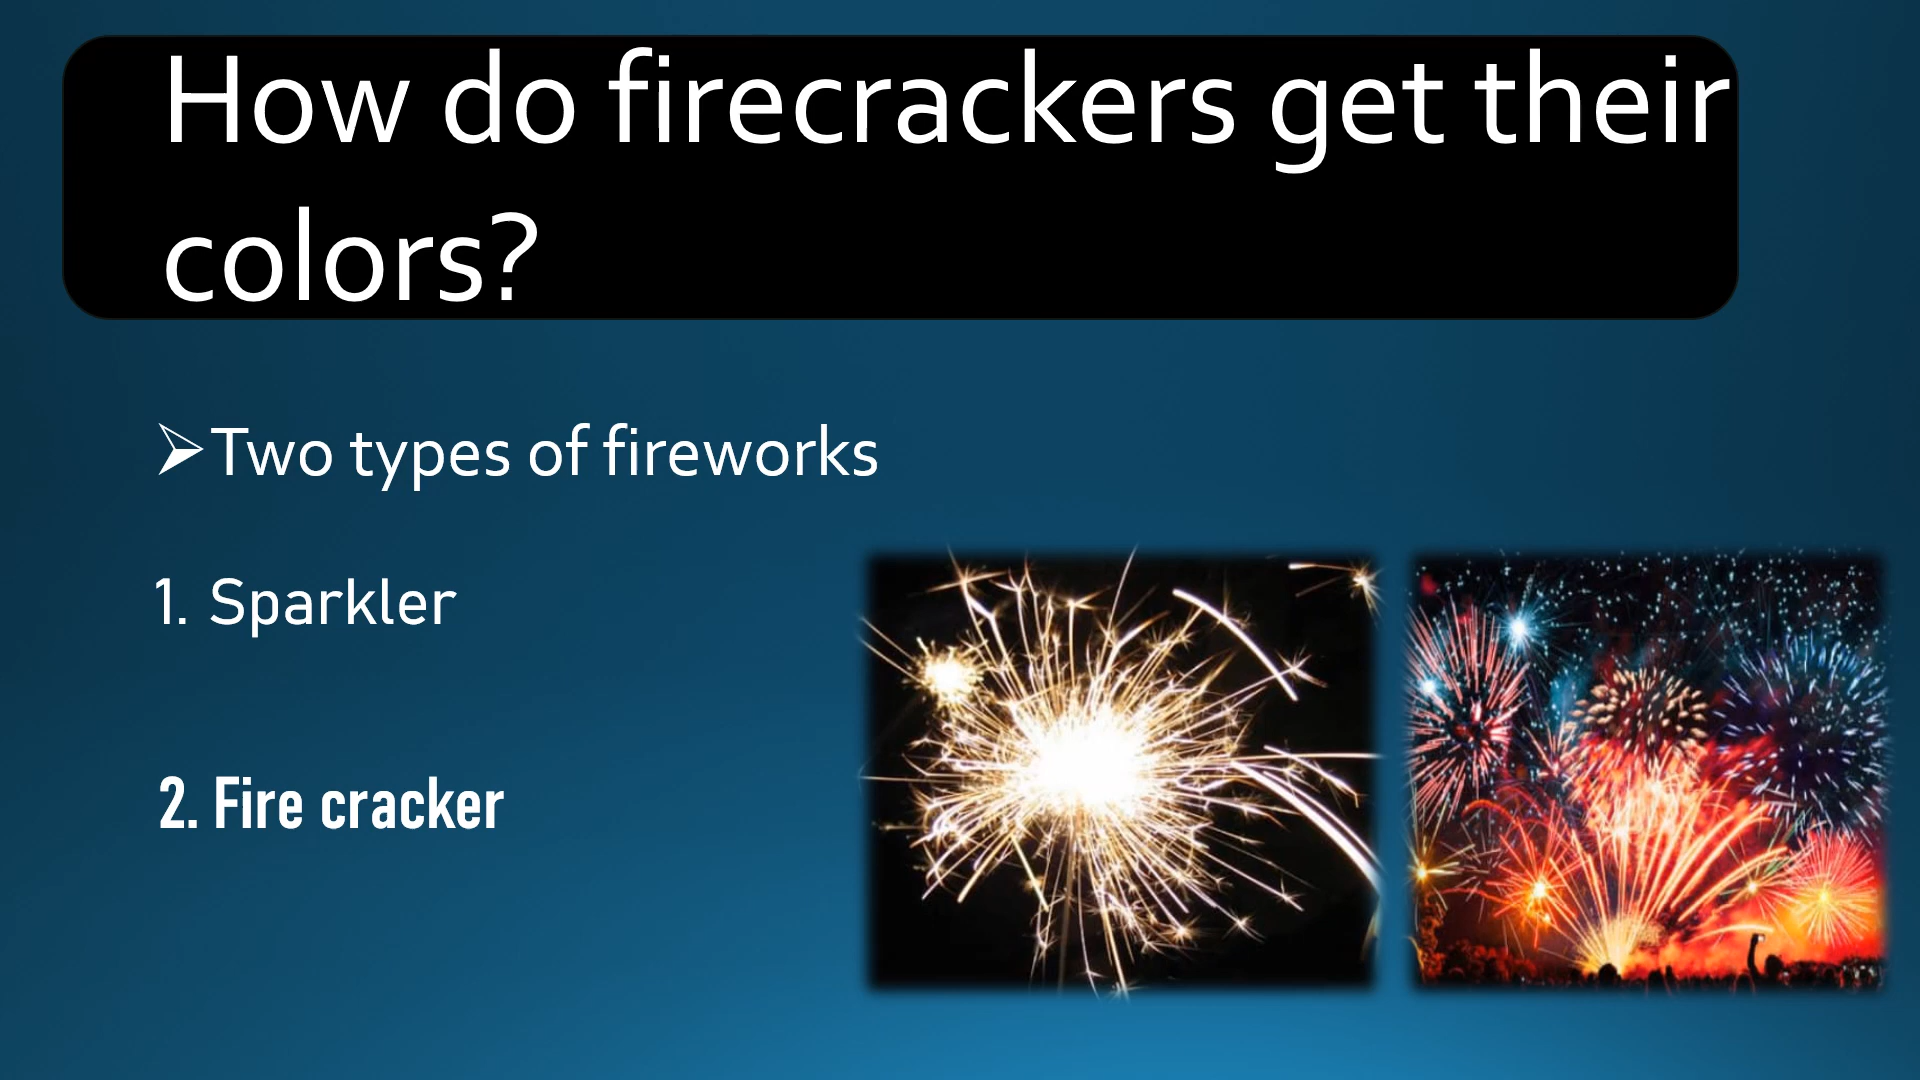 How do firecrackers get their
colors?
➢Two types of fireworks
1. Sparkler
2. Fire cracker